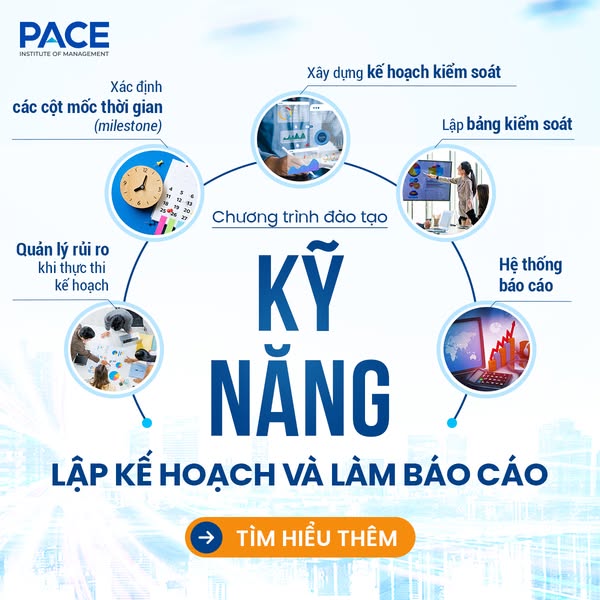 PACE
INSTITUTE OF MANAGEMENT
Xây dựng kế hoạch kiểm soát
Xác định
các cột mốc thời gian
(milestone)
Lập bảng kiểm soát
Quản lý rủi ro
khi thực thi
kế hoạch
Hệ thống
báo cáo
Chương trình đào tạo
KỸ
NĂNG
LẬP KẾ HOẠCH VÀ LÀM BÁO CÁO
TÌM HIỂU THÊM